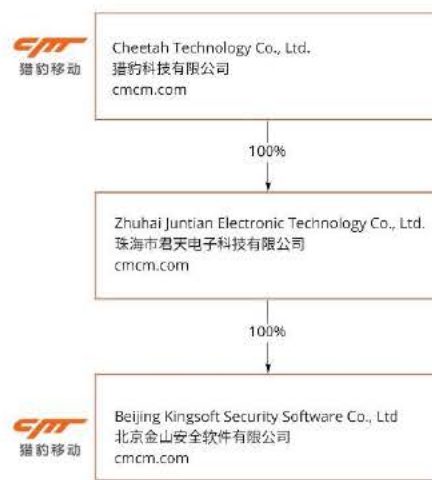 猎豹移动
Cheetah Technology Co., Ltd.
猎豹科技有限公司
cmcm.com
100%
Zhuhai Juntian Electronic Technology Co., Ltd.
珠海市君天电子科技有限公司
cmcm.com
100%
猎豹移动
Beijing Kingsoft Security Software Co., Ltd
北京金山安全软件有限公司
cmcm.com